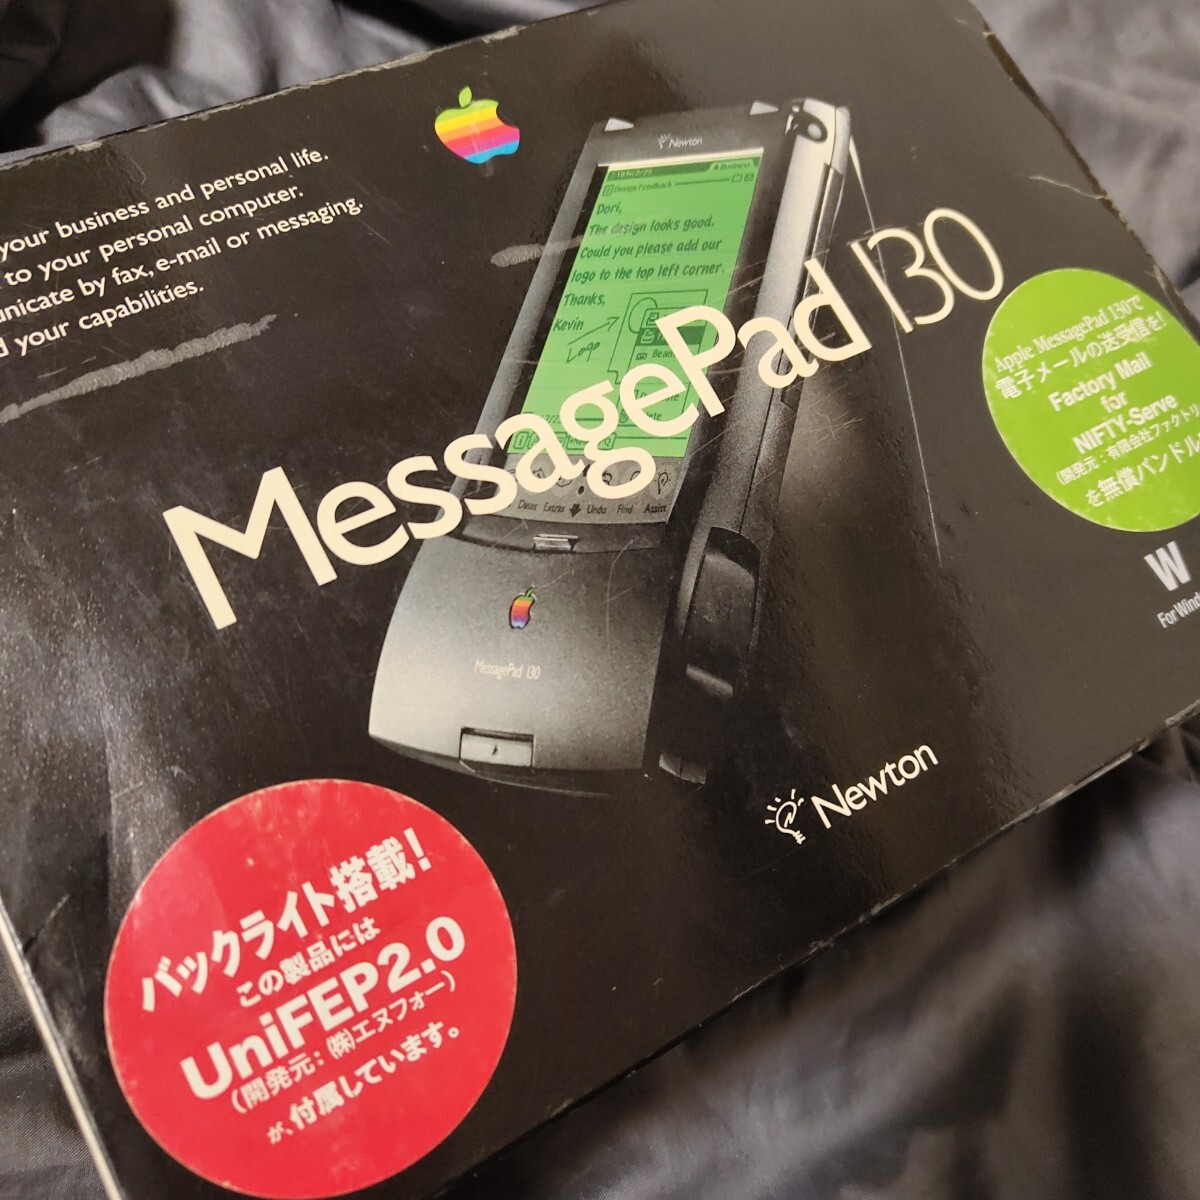 your business and personal life.
to your personal computer.
unicate by fax, e-mail or messaging.
d your capabilities.
Newton
Business
Design Feedback
Dori,
The design looks good.
Could you please add our
logo to the top left corner.
Thanks,
Kevin
Logo
Dates Extras Undo Find Assist
MessagePad 130
MessagePad 130
Apple MessagePad 130で
電子メールの送受信を!
Factory Mail
for
NIFTY-Serve
(開発元:有限会社ファクト
を無償バンドル
W
For Wind
Newton
バックライト搭載!
この製品には
UniFEP2.0
(開発元:㈱エヌフォー)
が、付属しています。